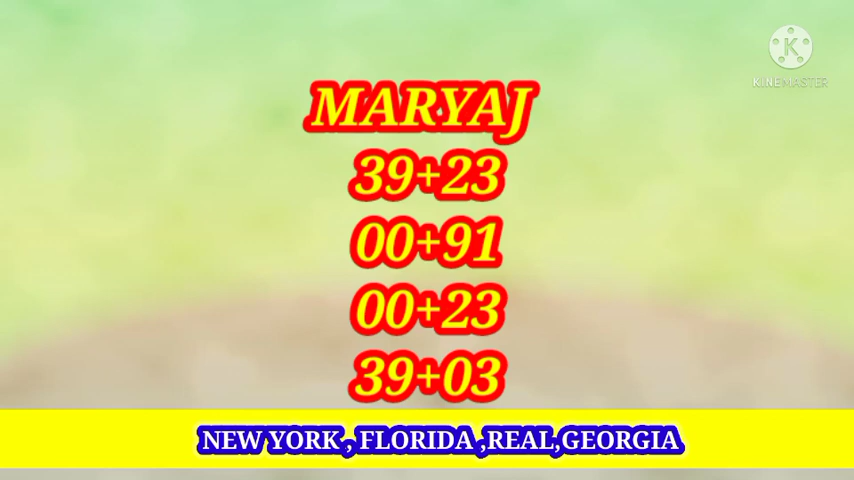 KINEMASTER
MARYAJ
39+23
00+91
00+23
39+03
NEW YORK , FLORIDA ,REAL,GEORGIA